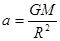 a = GM / R²